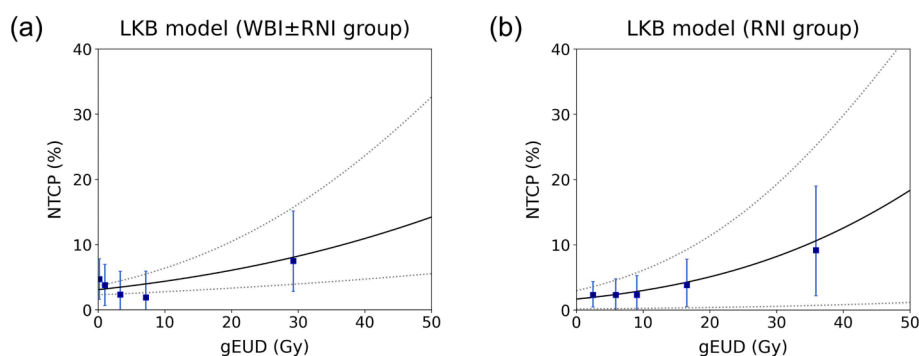 (a)
LKB model (WBI±RNI group)
NTCP (%)
40
30
20
10
0
0 10 20 30 40 50
gEUD (Gy)
(b)
LKB model (RNI group)
NTCP (%)
40
30
20
10
0
0 10 20 30 40 50
gEUD (Gy)